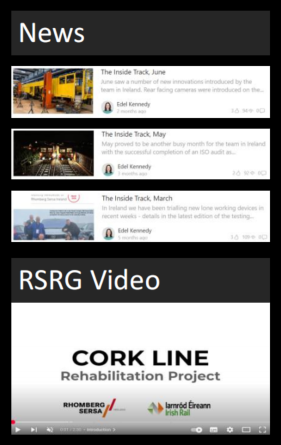 News
The Inside Track, June
June saw a number of new innovations introduced by the
team in Ireland. Rear facing cameras were introduced on the...
Edel Kennedy
2 months ago
The Inside Track, May
May proved to be another busy month for the team in Ireland
with the successful completion of an ISO audit as...
Edel Kennedy
3 months ago
The Inside Track, March
In Ireland we have been trialling new lone working devices in
recent weeks - details in the latest edition of the testing...
Edel Kennedy
5 months ago
RSRG Video
CORK LINE
Rehabilitation Project
RHOMBERG
SERSA
Iarnród Éireann
Irish Rail
Introduction